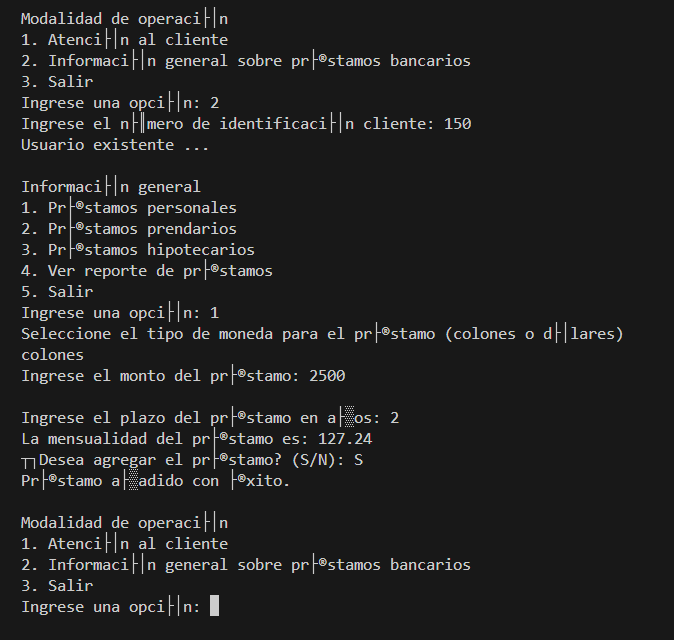 Modalidad de operaci├│n
1. Atenci├│n al cliente
2. Informaci├│n general sobre pr├®stamos bancarios
3. Salir
Ingrese una opci├│n: 2
Ingrese el n├║mero de identificaci├│n cliente: 150
Usuario existente ...
Informaci├│n general
1. Pr├®stamos personales
2. Pr├®stamos prendarios
3. Pr├®stamos hipotecarios
4. Ver reporte de pr├®stamos
5. Salir
Ingrese una opci├│n: 1
Seleccione el tipo de moneda para el pr├®stamo (colones o d├│lares)
colones
Ingrese el monto del pr├®stamo: 2500
Ingrese el plazo del pr├®stamo en a├▒os: 2
La mensualidad del pr├®stamo es: 127.24
┬┐Desea agregar el pr├®stamo? (S/N): S
Pr├®stamo a├▒adido con ├®xito.
Modalidad de operaci├│n
1. Atenci├│n al cliente
2. Informaci├│n general sobre pr├®stamos bancarios
3. Salir
Ingrese una opci├│n: